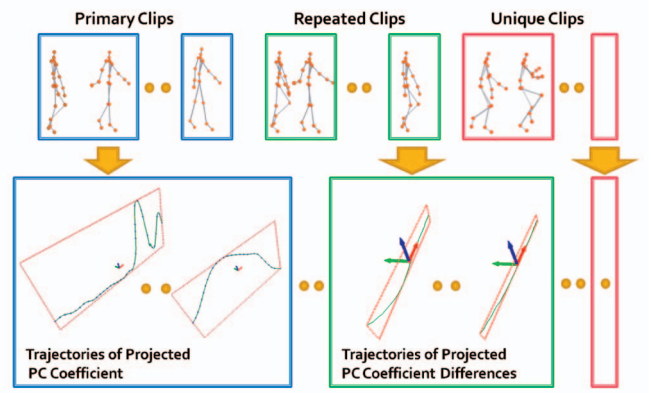 Primary Clips
Repeated Clips
Unique Clips
Trajectories of Projected
PC Coefficient
Trajectories of Projected
PC Coefficient Differences